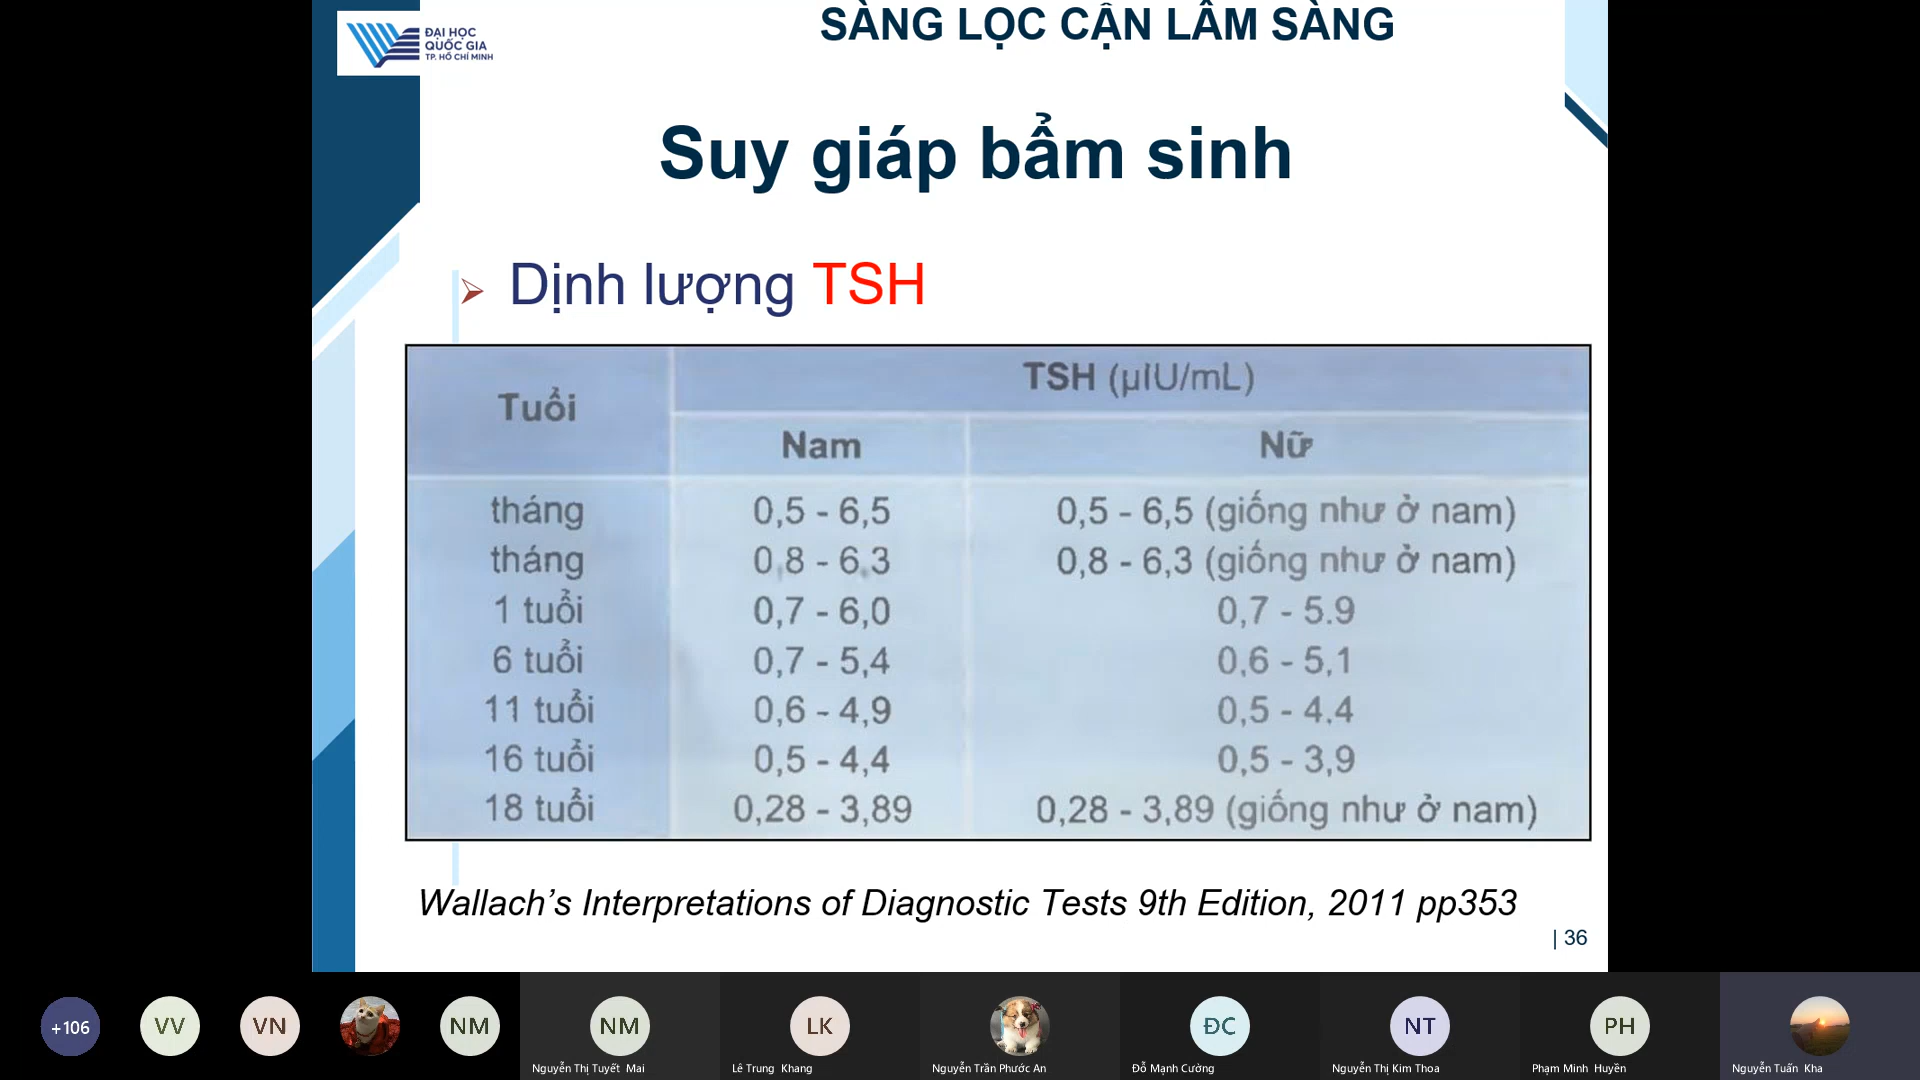 SÀNG LỌC CẬN LÂM SÀNG
ĐẠI HỌC
QUỐC GIA
TP. HỒ CHÍ MINH
Suy giáp bẩm sinh
Dịnh lượng TSH
Tuổi TSH (µIU/mL)
Nam Nữ
tháng 0,5 - 6,5 0,5 - 6,5 (giống như ở nam)
tháng 0,8 - 6,3 0,8 - 6,3 (giống như ở nam)
1 tuổi 0,7 - 6,0 0,7 - 5.9
6 tuổi 0,7 - 5,4 0,6 - 5,1
11 tuổi 0,6 - 4,9 0,5 - 4,4
16 tuổi 0,5 - 4,4 0,5 - 3,9
18 tuổi 0,28 - 3,89 0,28 - 3,89 (giống như ở nam)
Wallach’s Interpretations of Diagnostic Tests 9th Edition, 2011 pp353
| 36
+106 VV VN NM NM LK ĐC NT PH
Nguyễn Thị Tuyết Mai Lê Trung Khang Nguyễn Trần Phước An Đỗ Mạnh Cường Nguyễn Thị Kim Thoa Phạm Minh Huyền Nguyễn Tuấn Kha